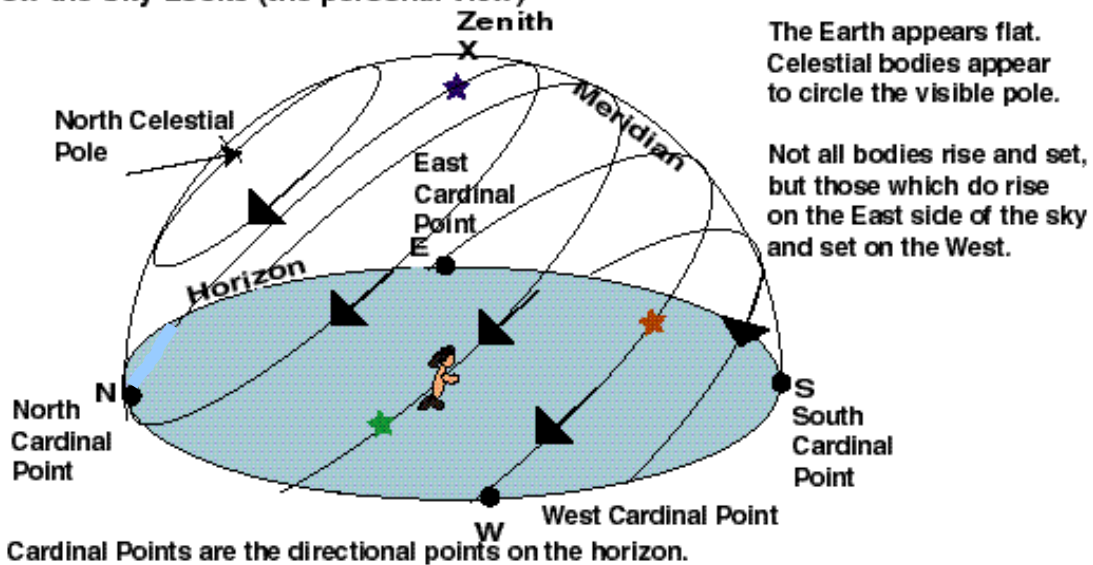 Zenith
X
The Earth appears flat.
Celestial bodies appear
to circle the visible pole.
Meridian
North Celestial
Pole
East
Cardinal
Point
E
Not all bodies rise and set,
but those which do rise
on the East side of the sky
and set on the West.
Horizon
N
North
Cardinal
Point
S
South
Cardinal
Point
West Cardinal Point
W
Cardinal Points are the directional points on the horizon.